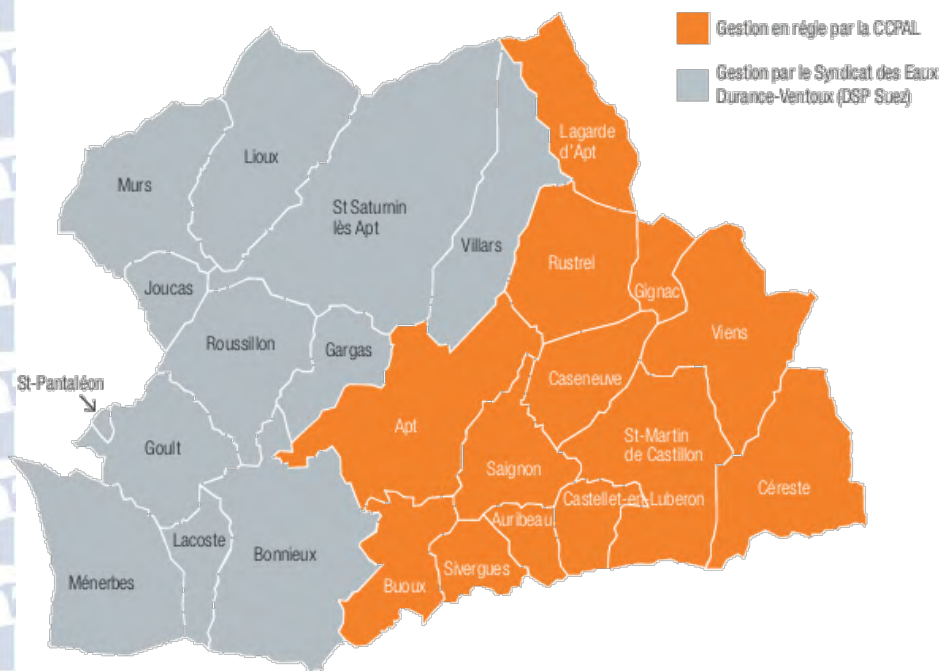 Gestion en régie par la CCPAL
Gestion par le Syndicat des Eaux
Durance-Ventoux (DSP Suez)
Lagarde
d'Apt
Lioux
Murs
St Saturnin
lès Apt
Villars
Rustrel
Joucas
Gignac
Viens
Roussillon
Gargas
St-Pantaléon
Caseneuve
Apt
St-Martin
de Castillon
Goult
Saignon
Céreste
Castellet-en-Luberon
Auribeau
Lacoste
Bonnieux
Sivergues
Ménerbes
Buoux